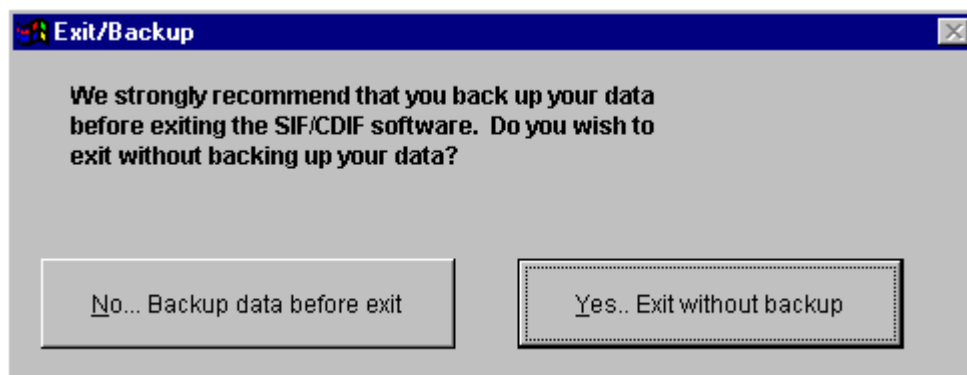 Exit/Backup
We strongly recommend that you back up your data
before exiting the SIF/CDIF software.  Do you wish to
exit without backing up your data?
No... Backup data before exit
Yes.. Exit without backup